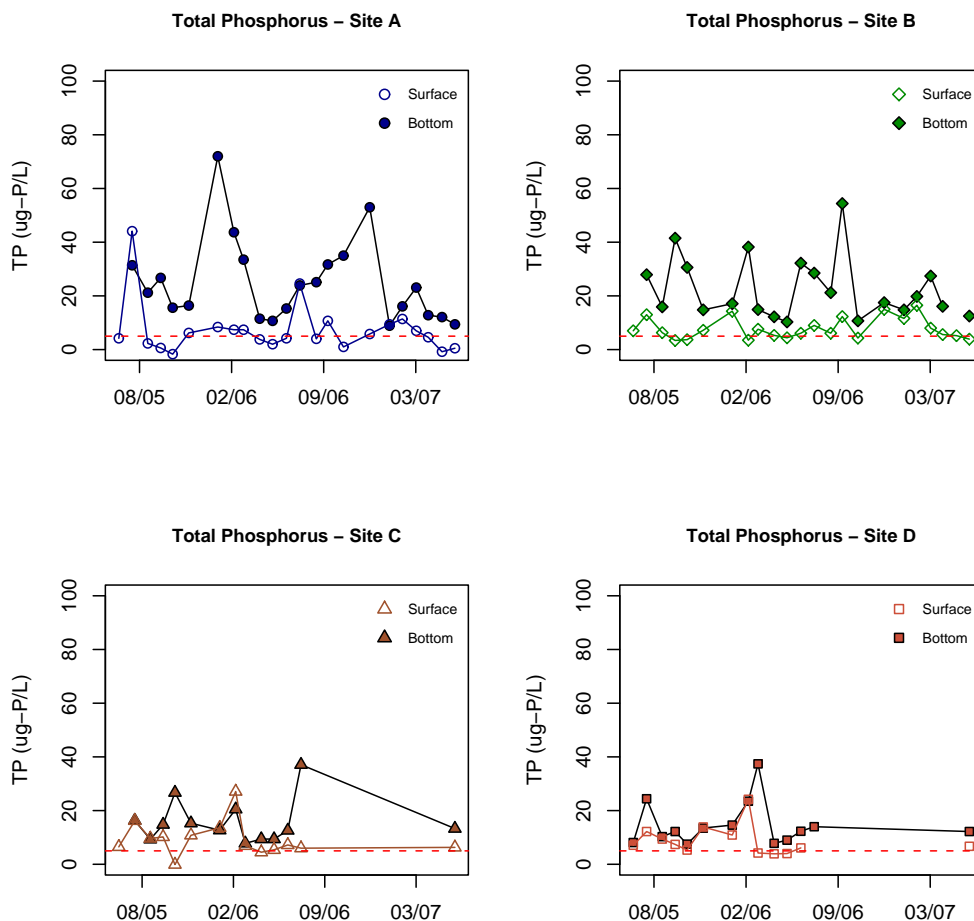 Total Phosphorus – Site A
TP (ug−P/L)
100
80
60
40
20
0
Surface
Bottom
08/05 02/06 09/06 03/07
Total Phosphorus – Site B
TP (ug−P/L)
100
80
60
40
20
0
Surface
Bottom
08/05 02/06 09/06 03/07
Total Phosphorus – Site C
TP (ug−P/L)
100
80
60
40
20
0
Surface
Bottom
08/05 02/06 09/06 03/07
Total Phosphorus – Site D
TP (ug−P/L)
100
80
60
40
20
0
Surface
Bottom
08/05 02/06 09/06 03/07